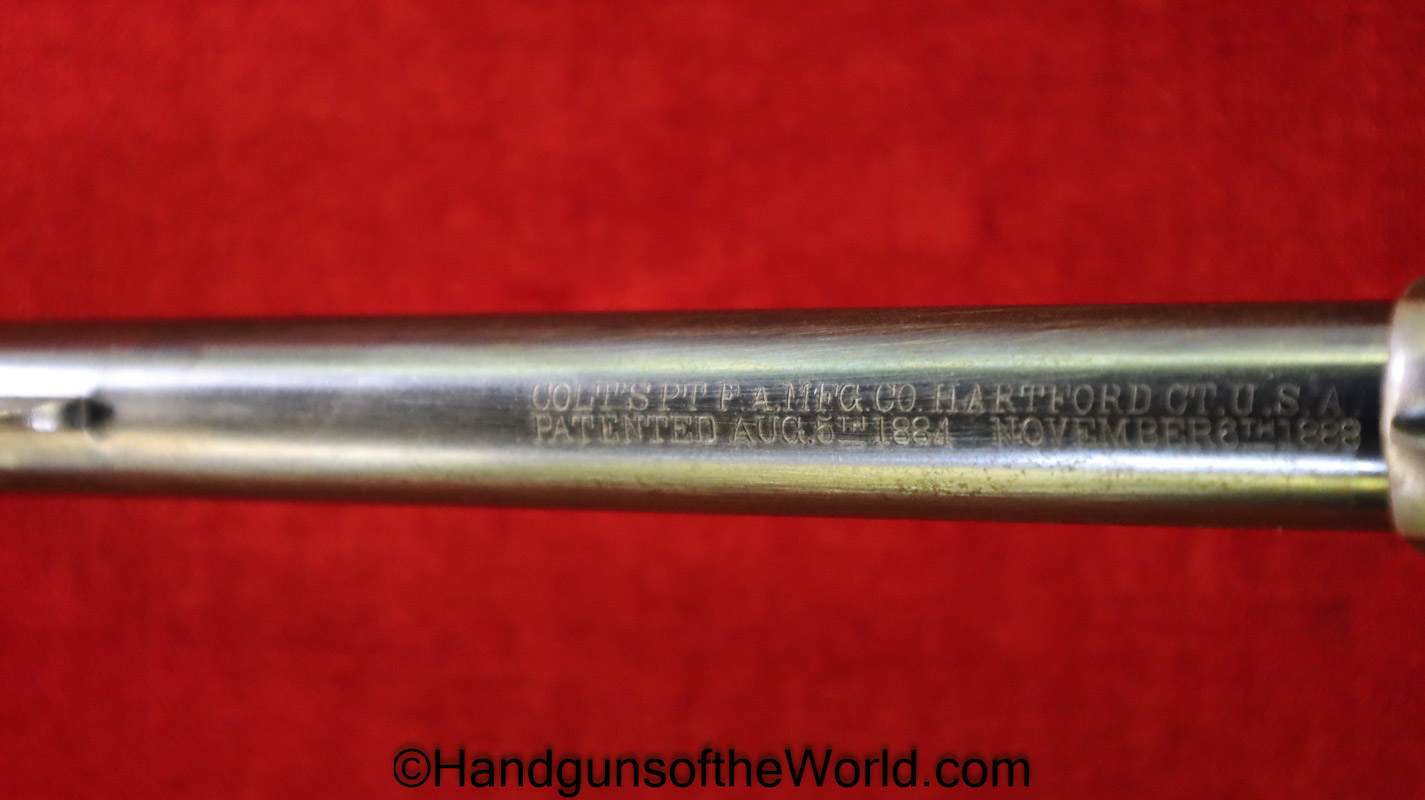 COLT'S PT F.A.MFG.CO. HARTFORD CT.U.S.A.
PATENTED AUG.5TH 1884 NOVEMBER 6TH 1888
©HandgunsoftheWorld.com